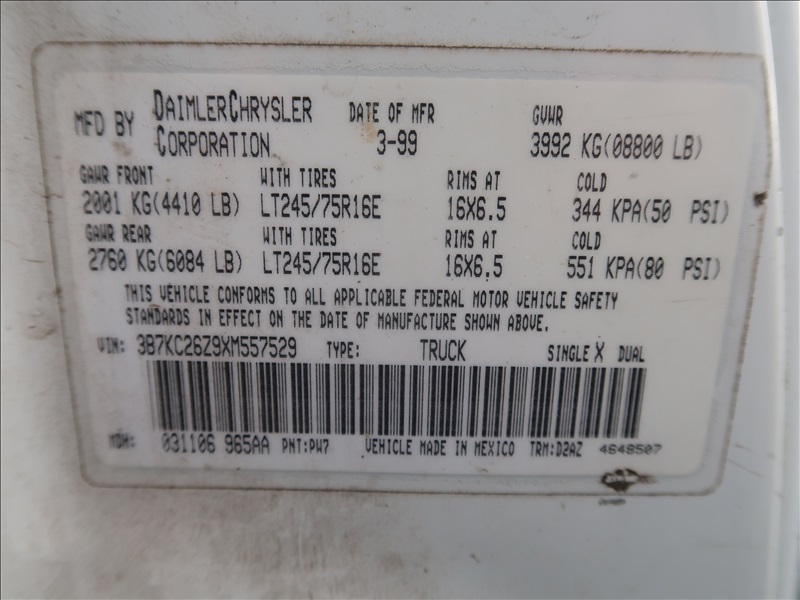 MFD BY DAIMLERCHRYSLER CORPORATION
DATE OF MFR 3-99
GVWR 3992 KG(08800 LB)
GAWR FRONT WITH TIRES RIMS AT COLD
2001 KG(4410 LB) LT245/75R16E 16X6.5 344 KPA(50 PSI)
GAWR REAR WITH TIRES RIMS AT COLD
2760 KG(6084 LB) LT245/75R16E 16X6.5 551 KPA(80 PSI)
THIS VEHICLE CONFORMS TO ALL APPLICABLE FEDERAL MOTOR VEHICLE SAFETY
STANDARDS IN EFFECT ON THE DATE OF MANUFACTURE SHOWN ABOVE.
VIN: 3B7KC26Z9XM557529 TYPE: TRUCK SINGLE X DUAL
MDH: 031106 965AA PNT:PW7 VEHICLE MADE IN MEXICO TRM:D2AZ 4648507